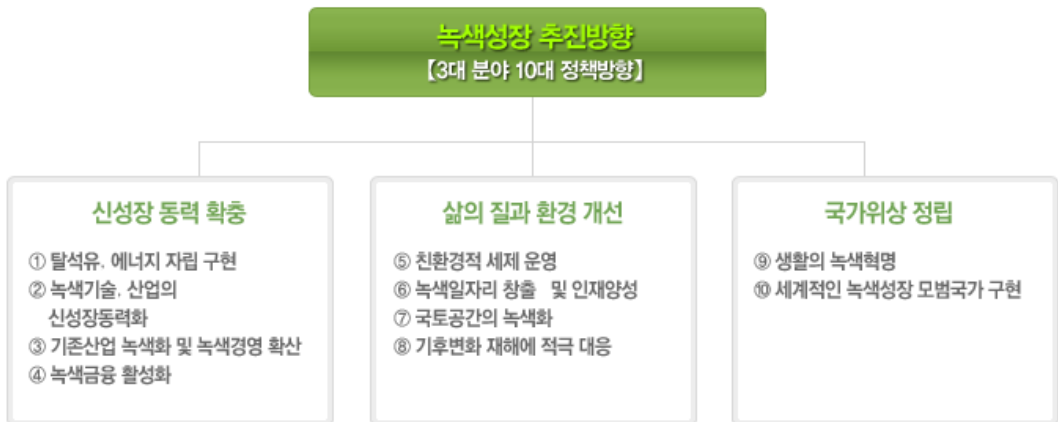 녹색성장 추진방향
【3대 분야 10대 정책방향】
신성장 동력 확충
① 탈석유, 에너지 자립 구현
② 녹색기술, 산업의
신성장동력화
③ 기존산업 녹색화 및 녹색경영 확산
④ 녹색금융 활성화
삶의 질과 환경 개선
⑤ 친환경적 세제 운영
⑥ 녹색일자리 창출 및 인재양성
⑦ 국토공간의 녹색화
⑧ 기후변화 재해에 적극 대응
국가위상 정립
⑨ 생활의 녹색혁명
⑩ 세계적인 녹색성장 모범국가 구현